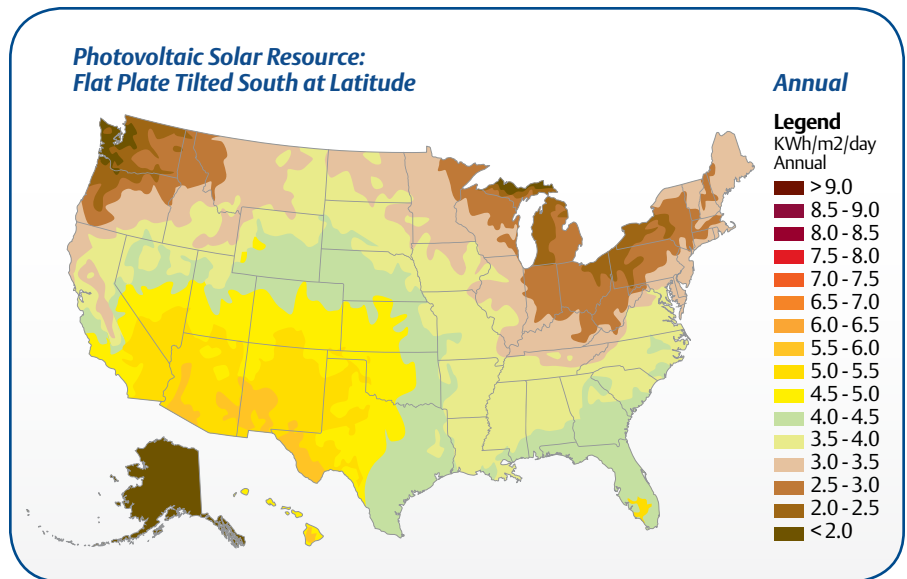 Photovoltaic Solar Resource:
Flat Plate Tilted South at Latitude
Annual
Legend
KWh/m2/day
Annual
> 9.0
8.5 - 9.0
8.0 - 8.5
7.5 - 8.0
7.0 - 7.5
6.5 - 7.0
6.0 - 6.5
5.5 - 6.0
5.0 - 5.5
4.5 - 5.0
4.0 - 4.5
3.5 - 4.0
3.0 - 3.5
2.5 - 3.0
2.0 - 2.5
< 2.0